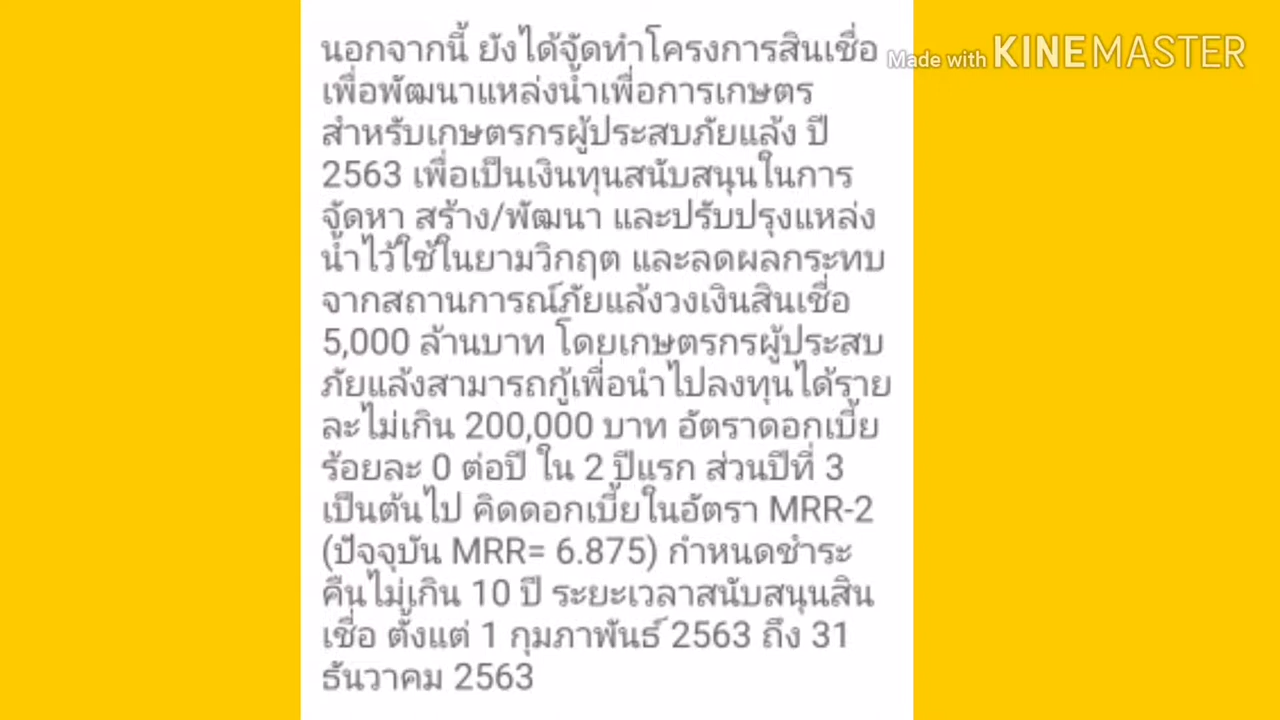 นอกจากนี้ ยังได้จัดทำโครงการสินเชื่อ
Made with KINEMASTER
เพื่อพัฒนาแหล่งน้ำเพื่อการเกษตร
สำหรับเกษตรกรผู้ประสบภัยแล้ง ปี
2563 เพื่อเป็นเงินทุนสนับสนุนในการ
จัดหา สร้าง/พัฒนา และปรับปรุงแหล่ง
น้ำไว้ใช้ในยามวิกฤต และลดผลกระทบ
จากสถานการณ์ภัยแล้งวงเงินสินเชื่อ
5,000 ล้านบาท โดยเกษตรกรผู้ประสบ
ภัยแล้งสามารถกู้เพื่อนำไปลงทุนได้ราย
ละไม่เกิน 200,000 บาท อัตราดอกเบี้ย
ร้อยละ 0 ต่อปี ใน 2 ปีแรก ส่วนปีที่ 3
เป็นต้นไป คิดดอกเบี้ยในอัตรา MRR-2
(ปัจจุบัน MRR= 6.875) กำหนดชำระ
คืนไม่เกิน 10 ปี ระยะเวลาสนับสนุนสิน
เชื่อ ตั้งแต่ 1 กุมภาพันธ์ 2563 ถึง 31
ธันวาคม 2563